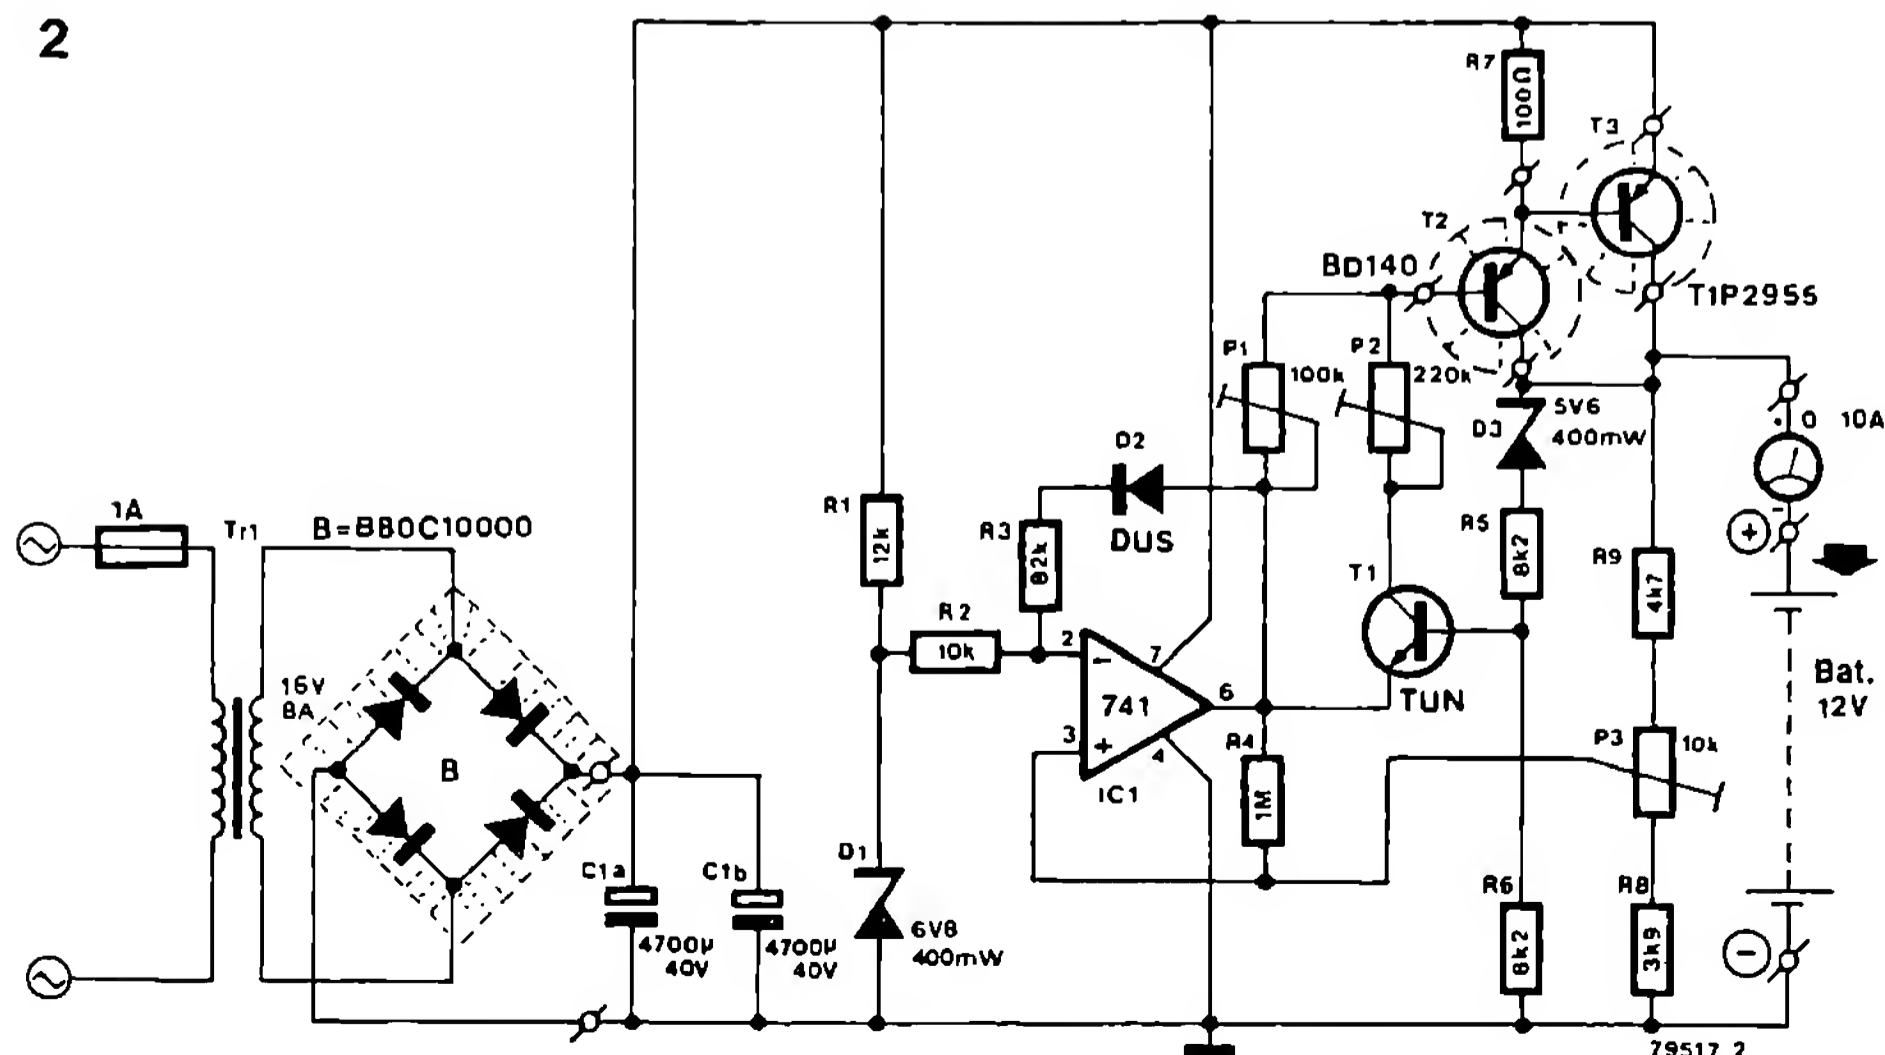 2
R7
100Ω
T3
T2
BD140
T1P2955
P1
100k
P2
220k
5V6
400mW
D3
0
10A
D2
DUS
R1
12k
R3
82k
R5
8k2
R9
4k7
+
-
1A
Tr1
B=B80C10000
T1
TUN
Bat.
12V
R2
10k
2
-
7
741
6
3
+
4
IC1
R4
1M
16V
8A
B
P3
10k
C1a
4700µ
40V
C1b
4700µ
40V
D1
6V8
400mW
R6
8k2
R8
3k9
-
79517 2